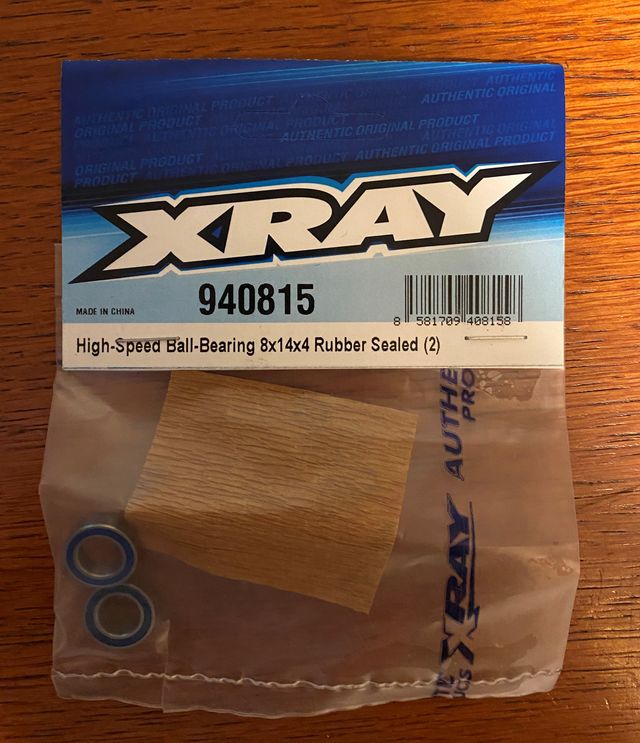 AUTHENTIC
AUTHENTIC ORIGINAL
AUTHENTIC ORIGINAL PRODUCT
ORIGINAL PRODUCT
AUTHENTIC ORIGINAL PRODUCT
ORIGINAL PRODUCT
PRODUCT
AUTHENTIC ORIGINAL PRODUCT
XRAY
940815
MADE IN CHINA
8 581709 408158
High-Speed Ball-Bearing 8x14x4 Rubber Sealed (2)
XRAY